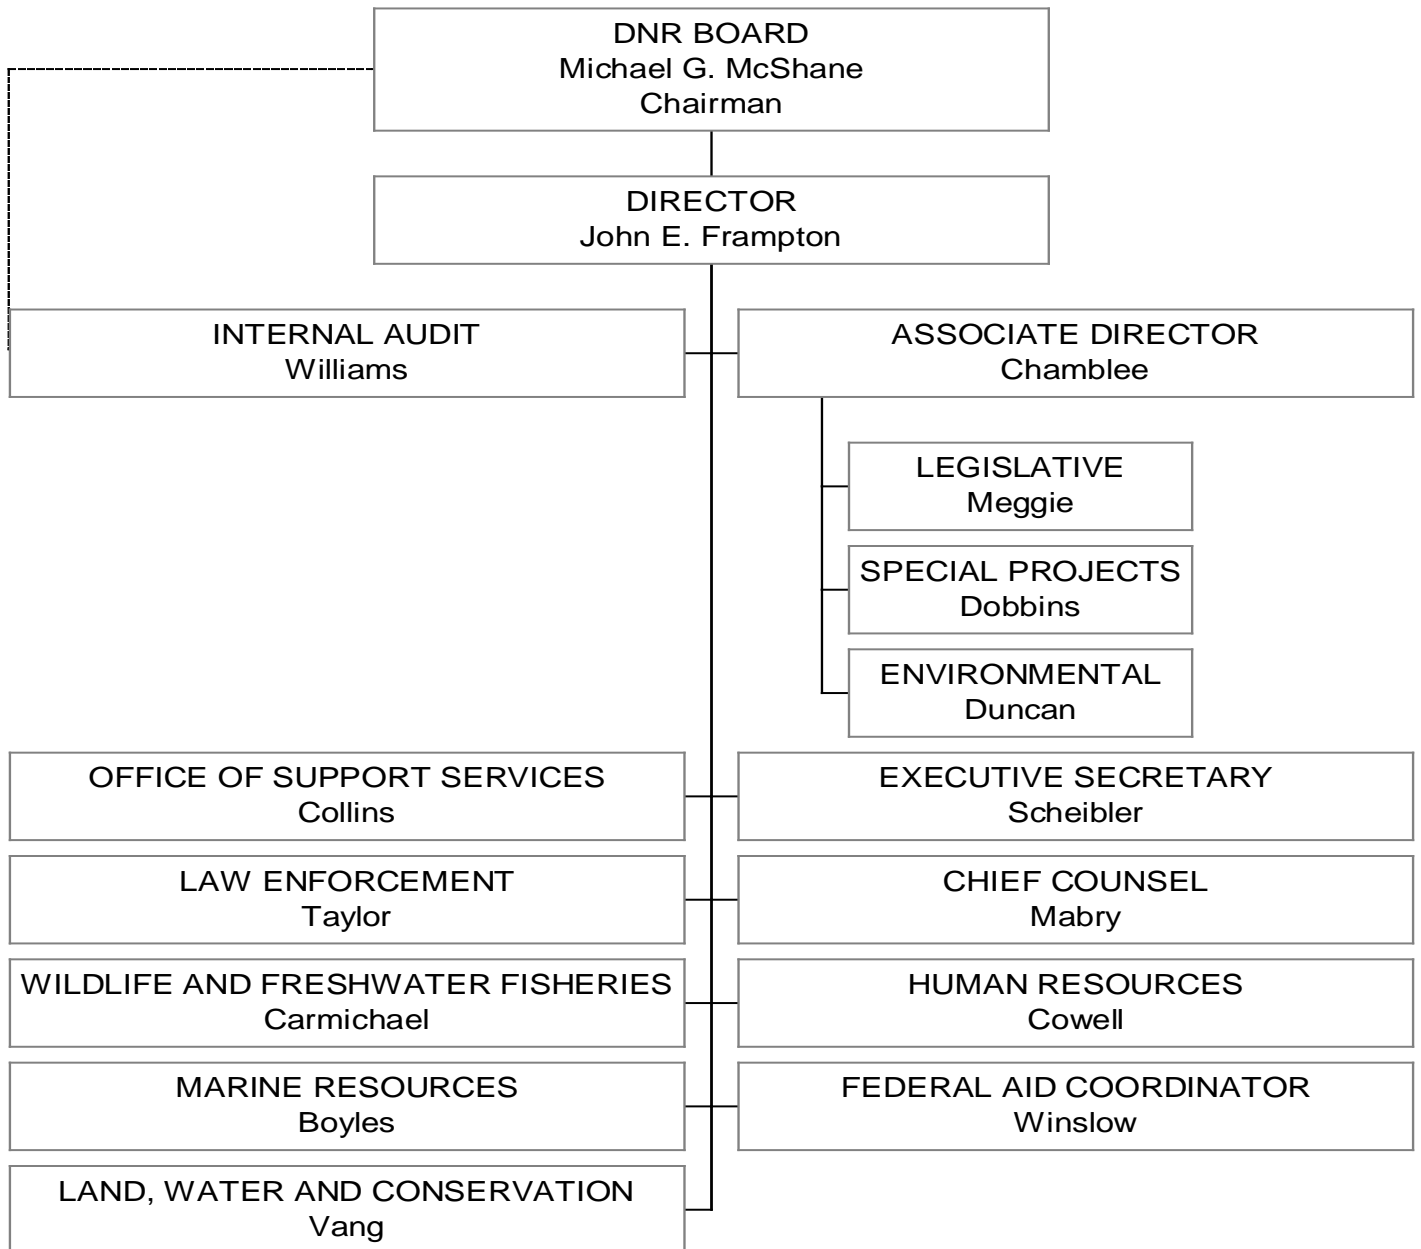 DNR BOARD
Michael G. McShane
Chairman
DIRECTOR
John E. Frampton
INTERNAL AUDIT
Williams
ASSOCIATE DIRECTOR
Chamblee
LEGISLATIVE
Meggie
SPECIAL PROJECTS
Dobbins
ENVIRONMENTAL
Duncan
OFFICE OF SUPPORT SERVICES
Collins
EXECUTIVE SECRETARY
Scheibler
LAW ENFORCEMENT
Taylor
CHIEF COUNSEL
Mabry
WILDLIFE AND FRESHWATER FISHERIES
Carmichael
HUMAN RESOURCES
Cowell
MARINE RESOURCES
Boyles
FEDERAL AID COORDINATOR
Winslow
LAND, WATER AND CONSERVATION
Vang